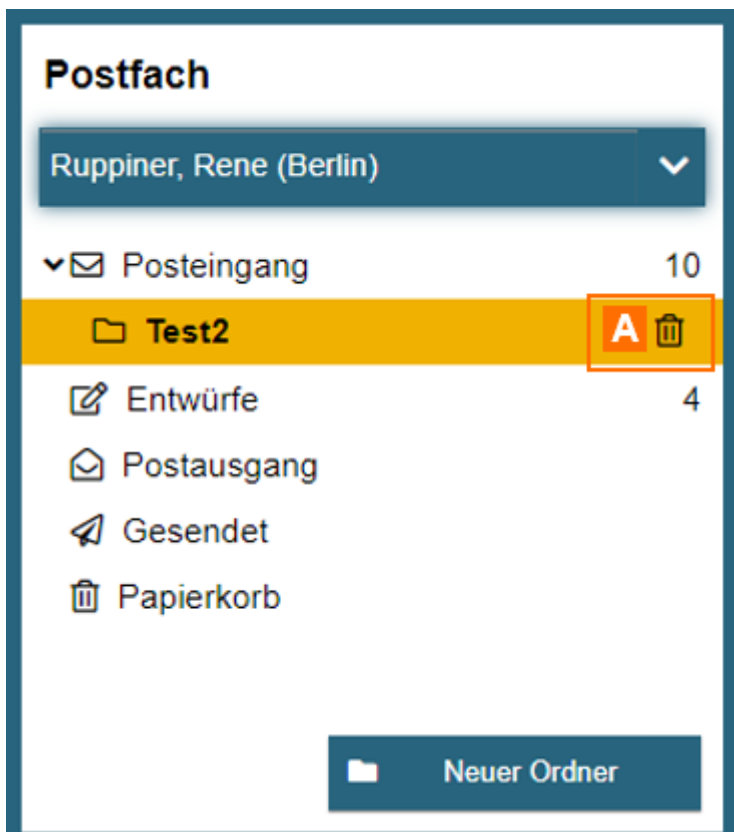 Postfach
Ruppiner, Rene (Berlin)
Posteingang 10
Test2 A
Entwürfe 4
Postausgang
Gesendet
Papierkorb
Neuer Ordner